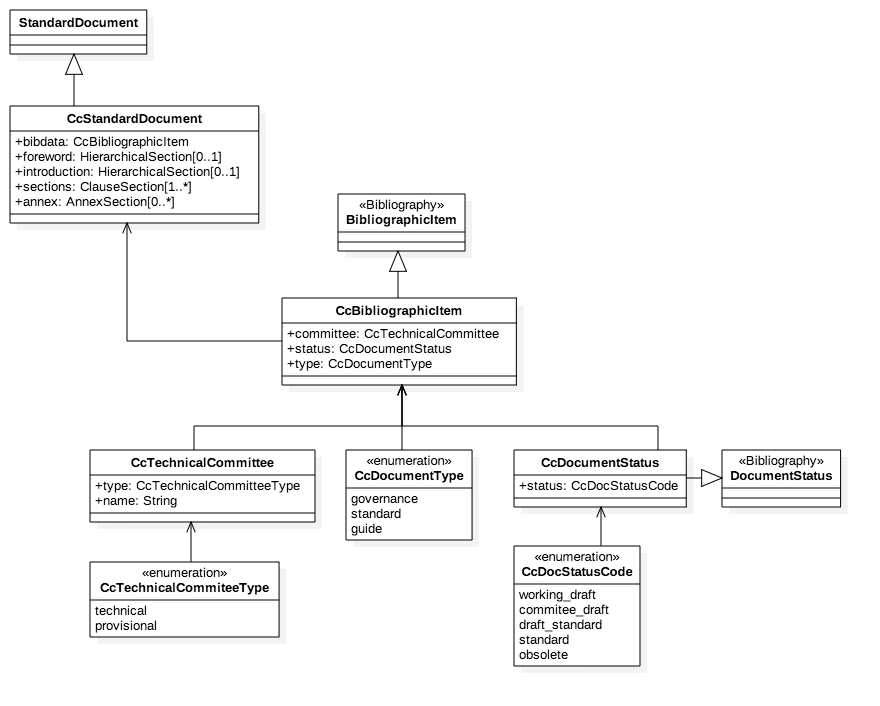 StandardDocument
CcStandardDocument
+bibdata: CcBibliographicItem
+foreword: HierarchicalSection[0..1]
+introduction: HierarchicalSection[0..1]
+sections: ClauseSection[1..*]
+annex: AnnexSection[0..*]
«Bibliography»
BibliographicItem
CcBibliographicItem
+committee: CcTechnicalCommittee
+status: CcDocumentStatus
+type: CcDocumentType
CcTechnicalCommittee
+type: CcTechnicalCommitteeType
+name: String
«enumeration»
CcDocumentType
governance
standard
guide
CcDocumentStatus
+status: CcDocStatusCode
«Bibliography»
DocumentStatus
«enumeration»
CcTechnicalCommiteeType
technical
provisional
«enumeration»
CcDocStatusCode
working_draft
commitee_draft
draft_standard
standard
obsolete